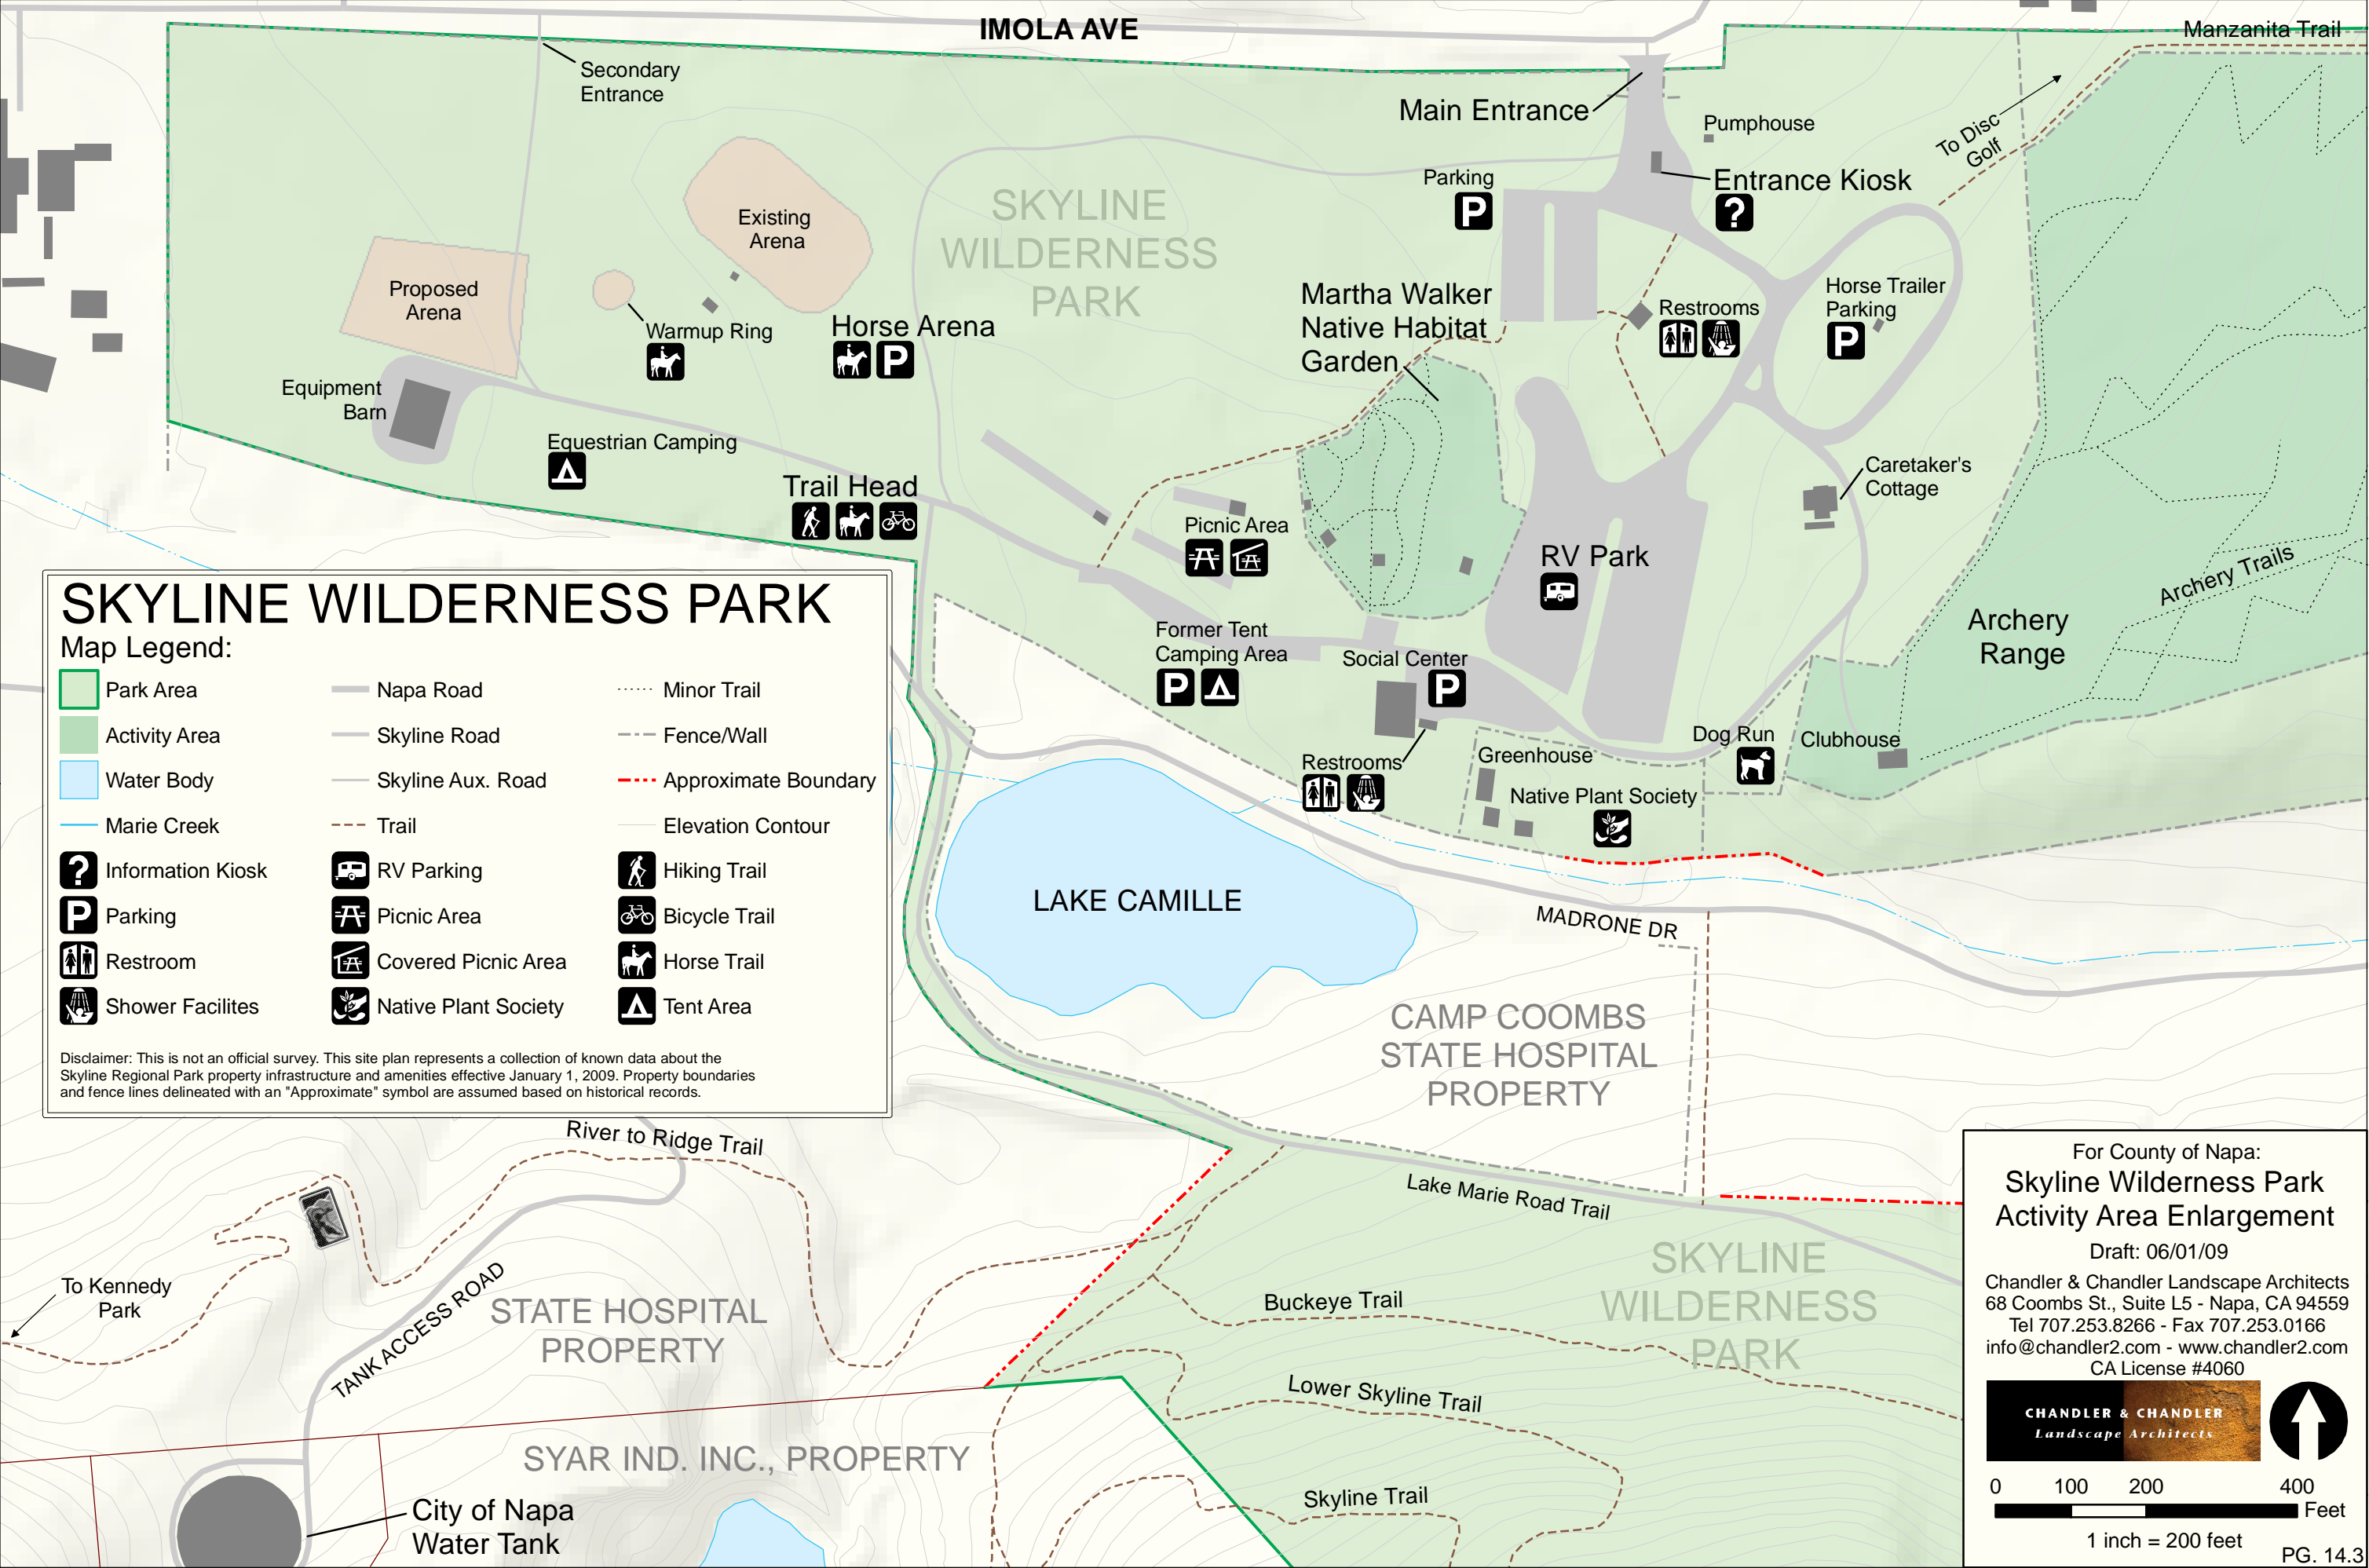 IMOLA AVE
Manzanita Trail
Secondary
Entrance
Main Entrance
Pumphouse
To Disc
Golf
Parking
P
Entrance Kiosk
?
SKYLINE
WILDERNESS
PARK
Existing
Arena
Proposed
Arena
Warmup Ring
Horse Arena
P
Martha Walker
Native Habitat
Garden
Restrooms
Horse Trailer
Parking
P
Equipment
Barn
Equestrian Camping
Trail Head
Picnic Area
Caretaker's
Cottage
RV Park
Archery Trails
Archery
Range
Former Tent
Camping Area
P
Social Center
P
Restrooms
Greenhouse
Native Plant Society
Dog Run
Clubhouse
SKYLINE WILDERNESS PARK
Map Legend:
Park Area
Napa Road
Minor Trail
Activity Area
Skyline Road
Fence/Wall
Water Body
Skyline Aux. Road
Approximate Boundary
Marie Creek
Trail
Elevation Contour
?
Information Kiosk
RV Parking
Hiking Trail
P
Parking
Picnic Area
Bicycle Trail
Restroom
Covered Picnic Area
Horse Trail
Shower Facilites
Native Plant Society
Tent Area
Disclaimer: This is not an official survey. This site plan represents a collection of known data about the
Skyline Regional Park property infrastructure and amenities effective January 1, 2009. Property boundaries
and fence lines delineated with an "Approximate" symbol are assumed based on historical records.
LAKE CAMILLE
MADRONE DR
CAMP COOMBS
STATE HOSPITAL
PROPERTY
River to Ridge Trail
Lake Marie Road Trail
To Kennedy
Park
TANK ACCESS ROAD
STATE HOSPITAL
PROPERTY
SKYLINE
WILDERNESS
PARK
Buckeye Trail
Lower Skyline Trail
Skyline Trail
SYAR IND. INC., PROPERTY
City of Napa
Water Tank
For County of Napa:
Skyline Wilderness Park
Activity Area Enlargement
Draft: 06/01/09
Chandler & Chandler Landscape Architects
68 Coombs St., Suite L5 - Napa, CA 94559
Tel 707.253.8266 - Fax 707.253.0166
info@chandler2.com - www.chandler2.com
CA License #4060
CHANDLER & CHANDLER
Landscape Architects
0 100 200 400
Feet
1 inch = 200 feet
PG. 14.3